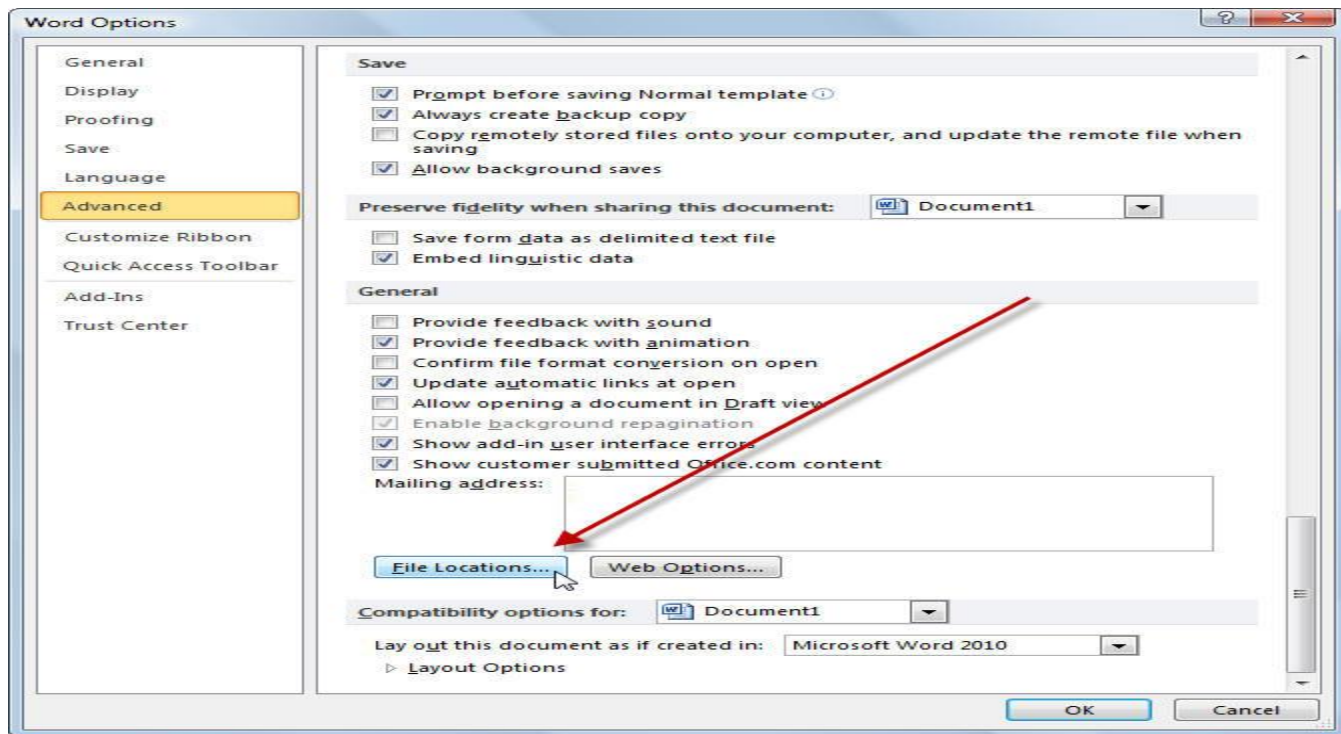 Word Options
General
Display
Proofing
Save
Language
Advanced
Customize Ribbon
Quick Access Toolbar
Add-Ins
Trust Center
Save
Prompt before saving Normal template
Always create backup copy
Copy remotely stored files onto your computer, and update the remote file when
saving
Allow background saves
Preserve fidelity when sharing this document: Document1
Save form data as delimited text file
Embed linguistic data
General
Provide feedback with sound
Provide feedback with animation
Confirm file format conversion on open
Update automatic links at open
Allow opening a document in Draft view
Enable background repagination
Show add-in user interface errors
Show customer submitted Office.com content
Mailing address:
File Locations... Web Options...
Compatibility options for: Document1
Lay out this document as if created in: Microsoft Word 2010
Layout Options
OK Cancel